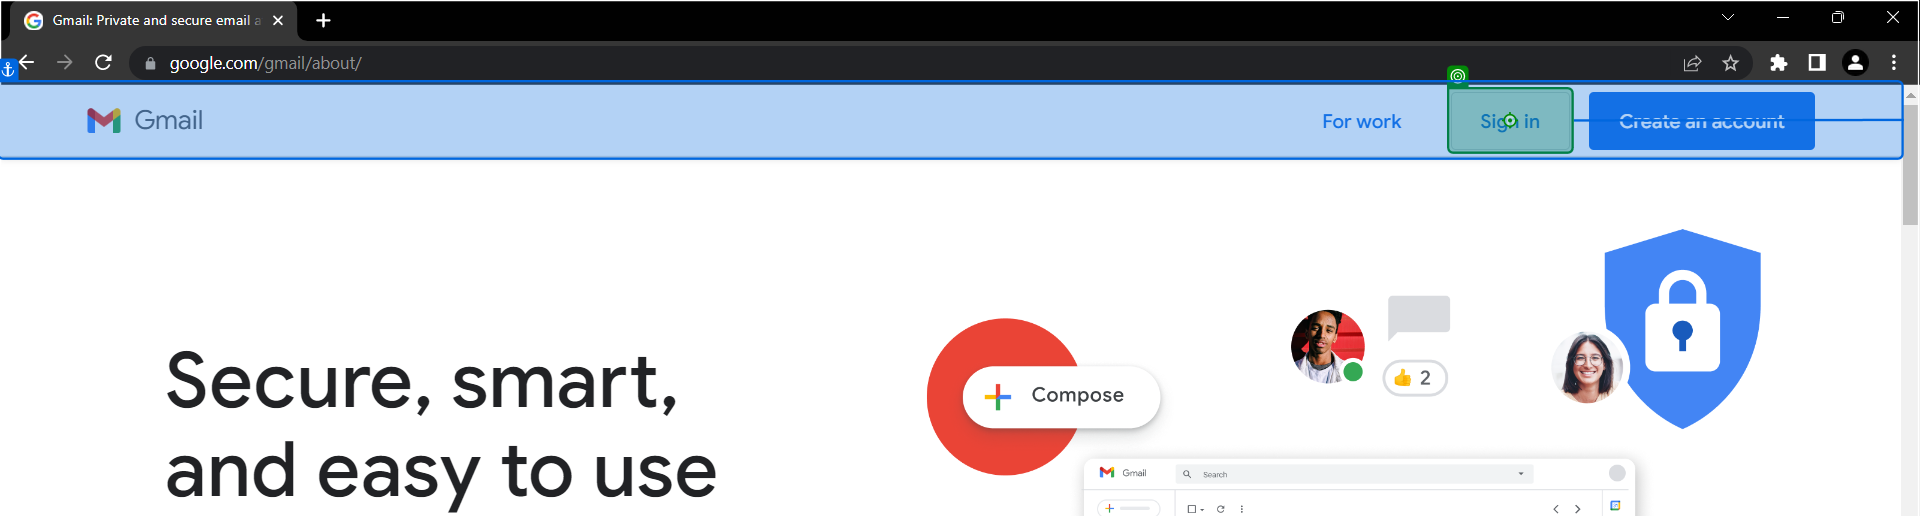 Gmail: Private and secure email a
google.com/gmail/about/
Gmail
For work
Sign in
Create an account
Secure, smart,
and easy to use
Compose
2
Gmail
Search